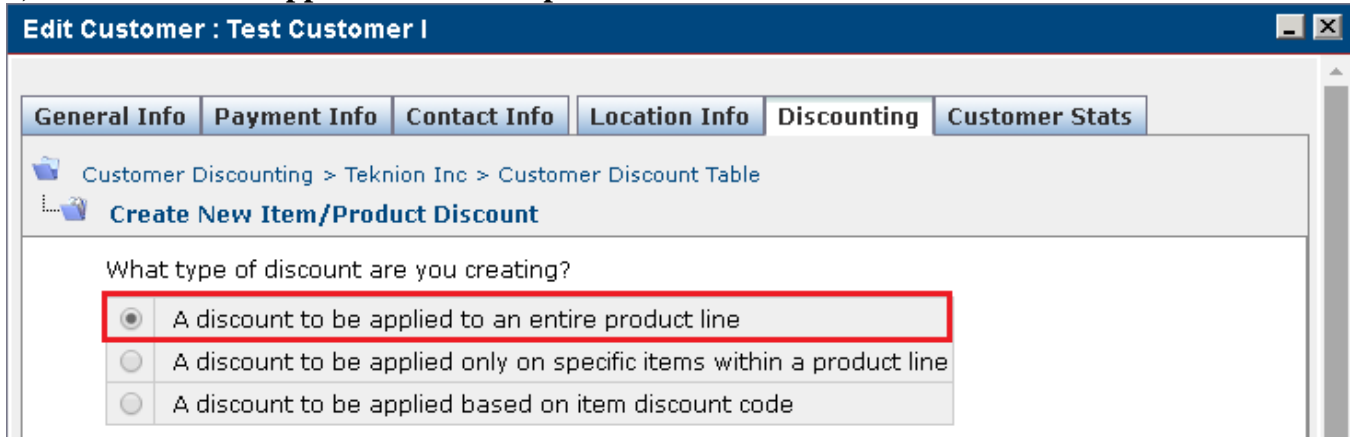 Edit Customer : Test Customer I
General Info Payment Info Contact Info Location Info Discounting Customer Stats
Customer Discounting > Teknion Inc > Customer Discount Table
Create New Item/Product Discount
What type of discount are you creating?
A discount to be applied to an entire product line
A discount to be applied only on specific items within a product line
A discount to be applied based on item discount code